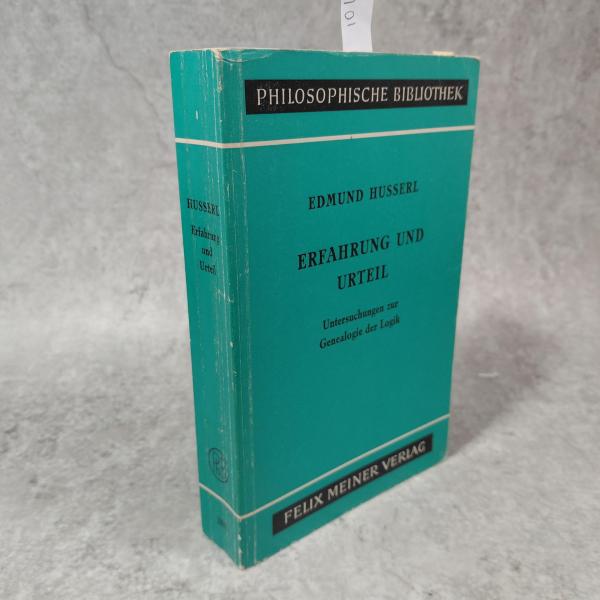 101
PHILOSOPHISCHE BIBLIOTHEK
EDMUND HUSSERL
ERFAHRUNG UND
URTEIL
Untersuchungen zur
Genealogie der Logik
FELIX MEINER VERLAG
HUSSERL
Erfahrung
und
Urteil